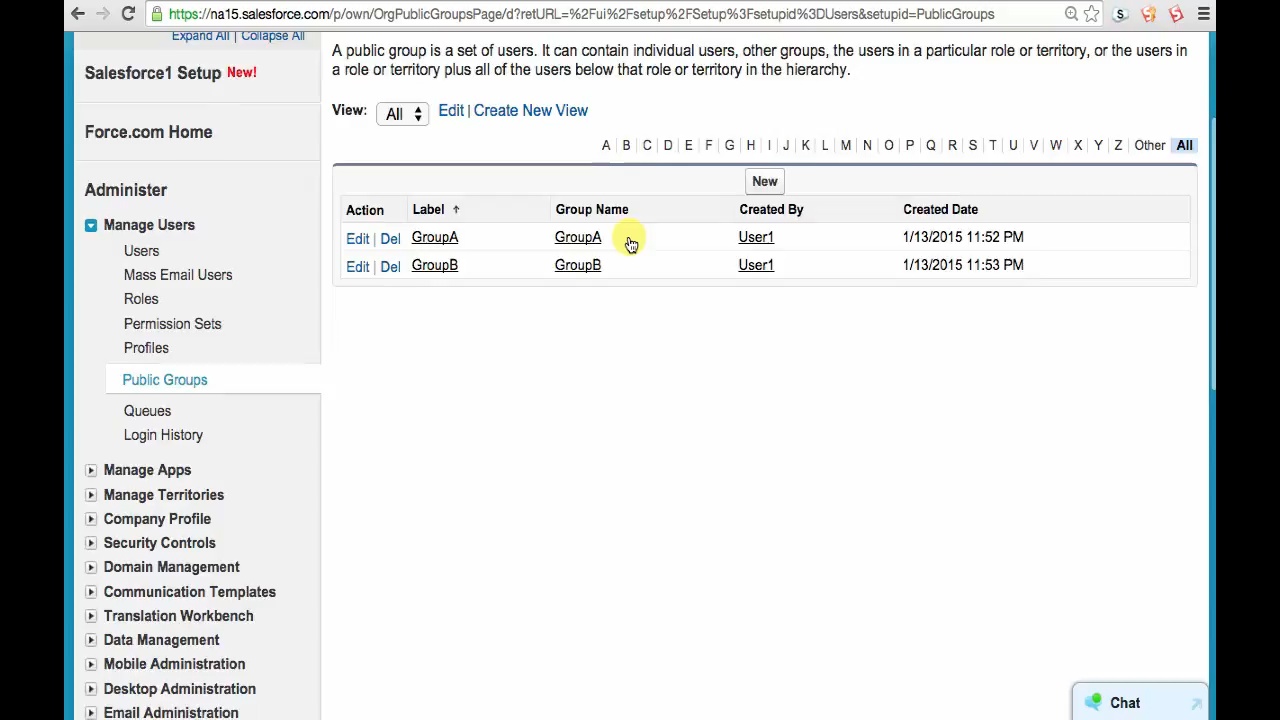 https://na15.salesforce.com/p/own/OrgPublicGroupsPage/d?retURL=%2Fui%2Fsetup%2FSetup%3Fsetupid%3DUsers&setupid=PublicGroups
Expand All | Collapse All
Salesforce1 Setup New!
Force.com Home
Administer
Manage Users
Users
Mass Email Users
Roles
Permission Sets
Profiles
Public Groups
Queues
Login History
Manage Apps
Manage Territories
Company Profile
Security Controls
Domain Management
Communication Templates
Translation Workbench
Data Management
Mobile Administration
Desktop Administration
Email Administration
A public group is a set of users. It can contain individual users, other groups, the users in a particular role or territory, or the users in
a role or territory plus all of the users below that role or territory in the hierarchy.
View: All Edit | Create New View
A B C D E F G H I J K L M N O P Q R S T U V W X Y Z Other All
New
Action Label Group Name Created By Created Date
Edit | Del GroupA GroupA User1 1/13/2015 11:52 PM
Edit | Del GroupB GroupB User1 1/13/2015 11:53 PM
Chat